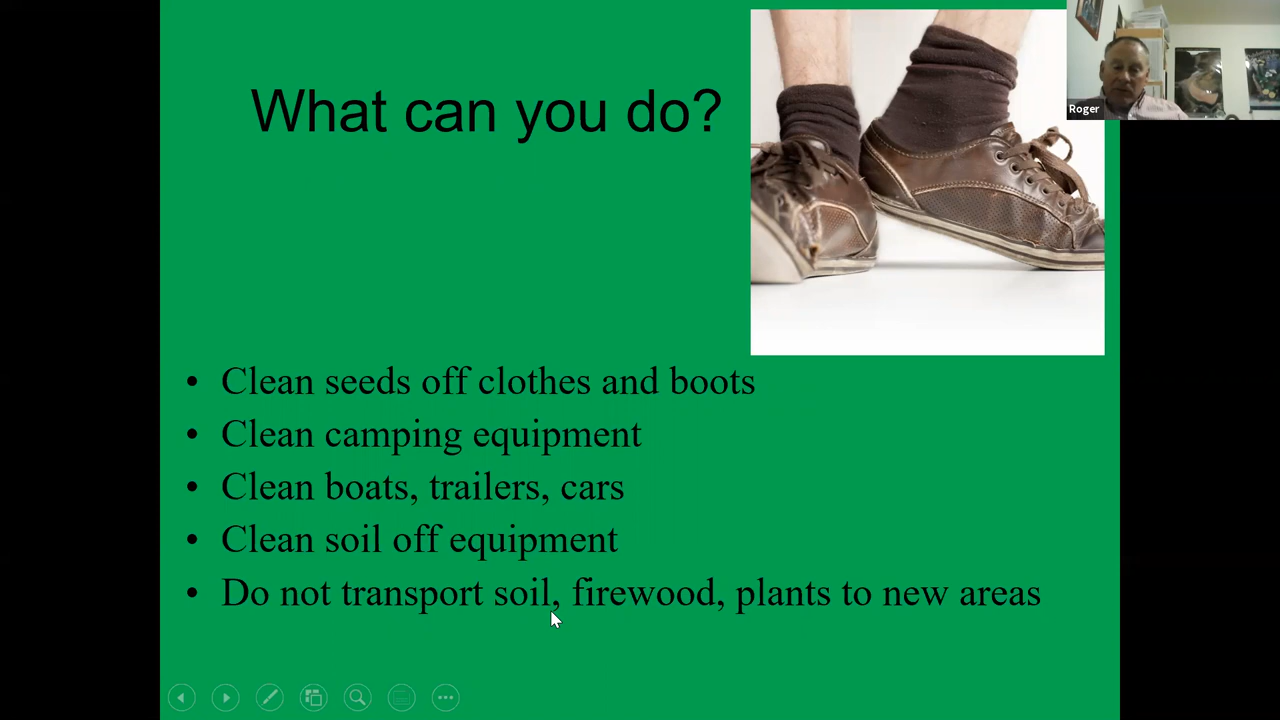 What can you do?
Roger
• Clean seeds off clothes and boots
• Clean camping equipment
• Clean boats, trailers, cars
• Clean soil off equipment
• Do not transport soil, firewood, plants to new areas